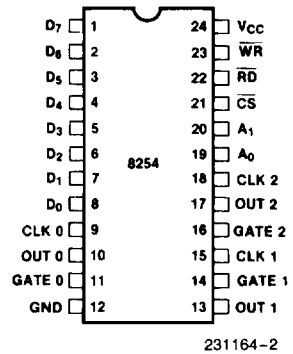 D₇ 1 24 VCC
D₆ 2 23 W̅R̅
D₅ 3 22 R̅D̅
D₄ 4 21 C̅S̅
D₃ 5 20 A₁
D₂ 6 8254 19 A₀
D₁ 7 18 CLK 2
D₀ 8 17 OUT 2
CLK 0 9 16 GATE 2
OUT 0 10 15 CLK 1
GATE 0 11 14 GATE 1
GND 12 13 OUT 1
231164-2